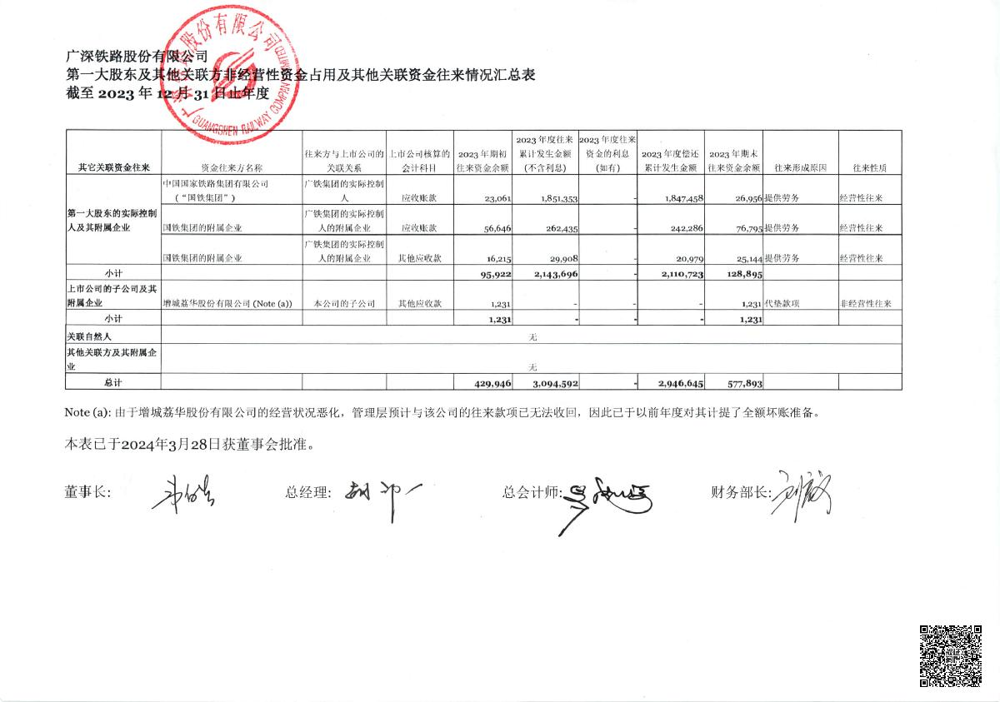 广深铁路股份有限公司
第一大股东及其他关联方非经营性资金占用及其他关联资金往来情况汇总表
截至 2023 年 12 月 31 日止年度
广深铁路股份有限公司
GUANGSHEN RAILWAY COMPANY LIMITED
其它关联资金往来 资金往来方名称 往来方与上市公司的关联关系 上市公司核算的会计科目 2023 年期初往来资金余额 2023 年度往来累计发生金额(不含利息) 2023 年度往来资金的利息(如有) 2023 年度偿还累计发生金额 2023 年期末往来资金余额 往来形成原因 往来性质
第一大股东的实际控制人及其附属企业
中国国家铁路集团有限公司(“国铁集团”) 广铁集团的实际控制人 应收账款 23,061 1,851,353 - 1,847,458 26,956 提供劳务 经营性往来
国铁集团的附属企业 广铁集团的实际控制人的附属企业 应收账款 56,646 262,435 - 242,286 76,795 提供劳务 经营性往来
国铁集团的附属企业 广铁集团的实际控制人的附属企业 其他应收款 16,215 29,908 - 20,979 25,144 提供劳务 经营性往来
小计 95,922 2,143,696 - 2,110,723 128,895
上市公司的子公司及其附属企业 增城荔华股份有限公司 (Note (a)) 本公司的子公司 其他应收款 1,231 - - - 1,231 代垫款项 非经营性往来
小计 1,231 - - - 1,231
关联自然人 无
其他关联方及其附属企业 无
总计 429,946 3,094,592 - 2,946,645 577,893
Note (a): 由于增城荔华股份有限公司的经营状况恶化，管理层预计与该公司的往来款项已无法收回，因此已于以前年度对其计提了全额坏账准备。
本表已于2024年3月28日获董事会批准。
董事长: 总经理: 总会计师: 财务部长: